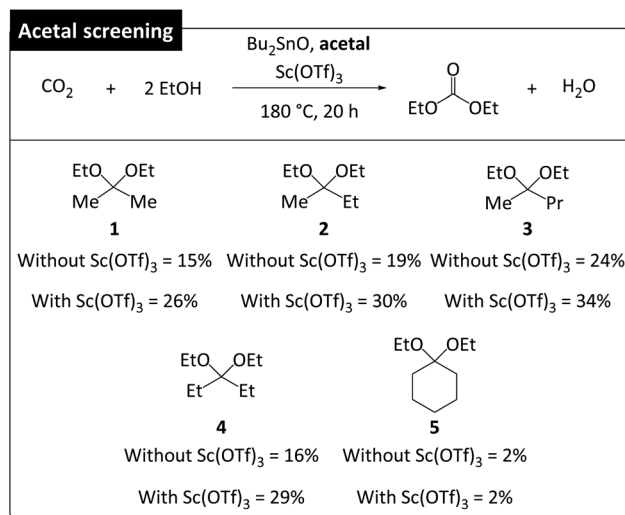 Acetal screening
Bu₂SnO, acetal
CO₂ + 2 EtOH Sc(OTf)₃ + H₂O
180 °C, 20 h
O
EtO OEt
EtO OEt EtO OEt EtO OEt
Me Me Me Et Me Pr
1 2 3
Without Sc(OTf)₃ = 15% Without Sc(OTf)₃ = 19% Without Sc(OTf)₃ = 24%
With Sc(OTf)₃ = 26% With Sc(OTf)₃ = 30% With Sc(OTf)₃ = 34%
EtO OEt EtO OEt
Et Et
4 5
Without Sc(OTf)₃ = 16% Without Sc(OTf)₃ = 2%
With Sc(OTf)₃ = 29% With Sc(OTf)₃ = 2%